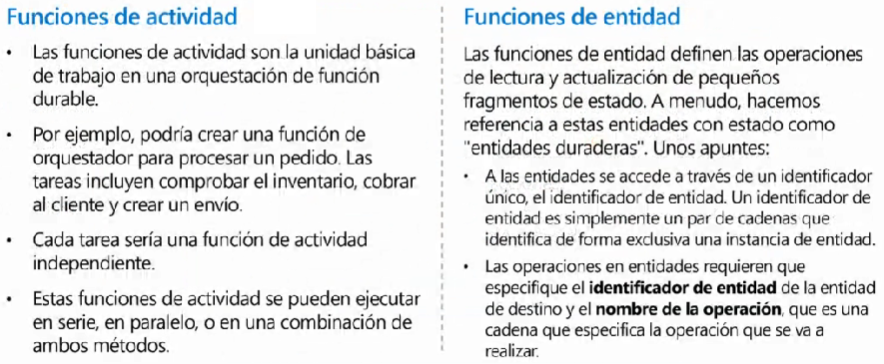 Funciones de actividad
• Las funciones de actividad son la unidad básica
de trabajo en una orquestación de función
durable.
• Por ejemplo, podría crear una función de
orquestador para procesar un pedido. Las
tareas incluyen comprobar el inventario, cobrar
al cliente y crear un envío.
• Cada tarea sería una función de actividad
independiente.
• Estas funciones de actividad se pueden ejecutar
en serie, en paralelo, o en una combinación de
ambos métodos.
Funciones de entidad
Las funciones de entidad definen las operaciones
de lectura y actualización de pequeños
fragmentos de estado. A menudo, hacemos
referencia a estas entidades con estado como
"entidades duraderas". Unos apuntes:
• A las entidades se accede a través de un identificador
único, el identificador de entidad. Un identificador de
entidad es simplemente un par de cadenas que
identifica de forma exclusiva una instancia de entidad.
• Las operaciones en entidades requieren que
especifique el identificador de entidad de la entidad
de destino y el nombre de la operación, que es una
cadena que especifica la operación que se va a
realizar.